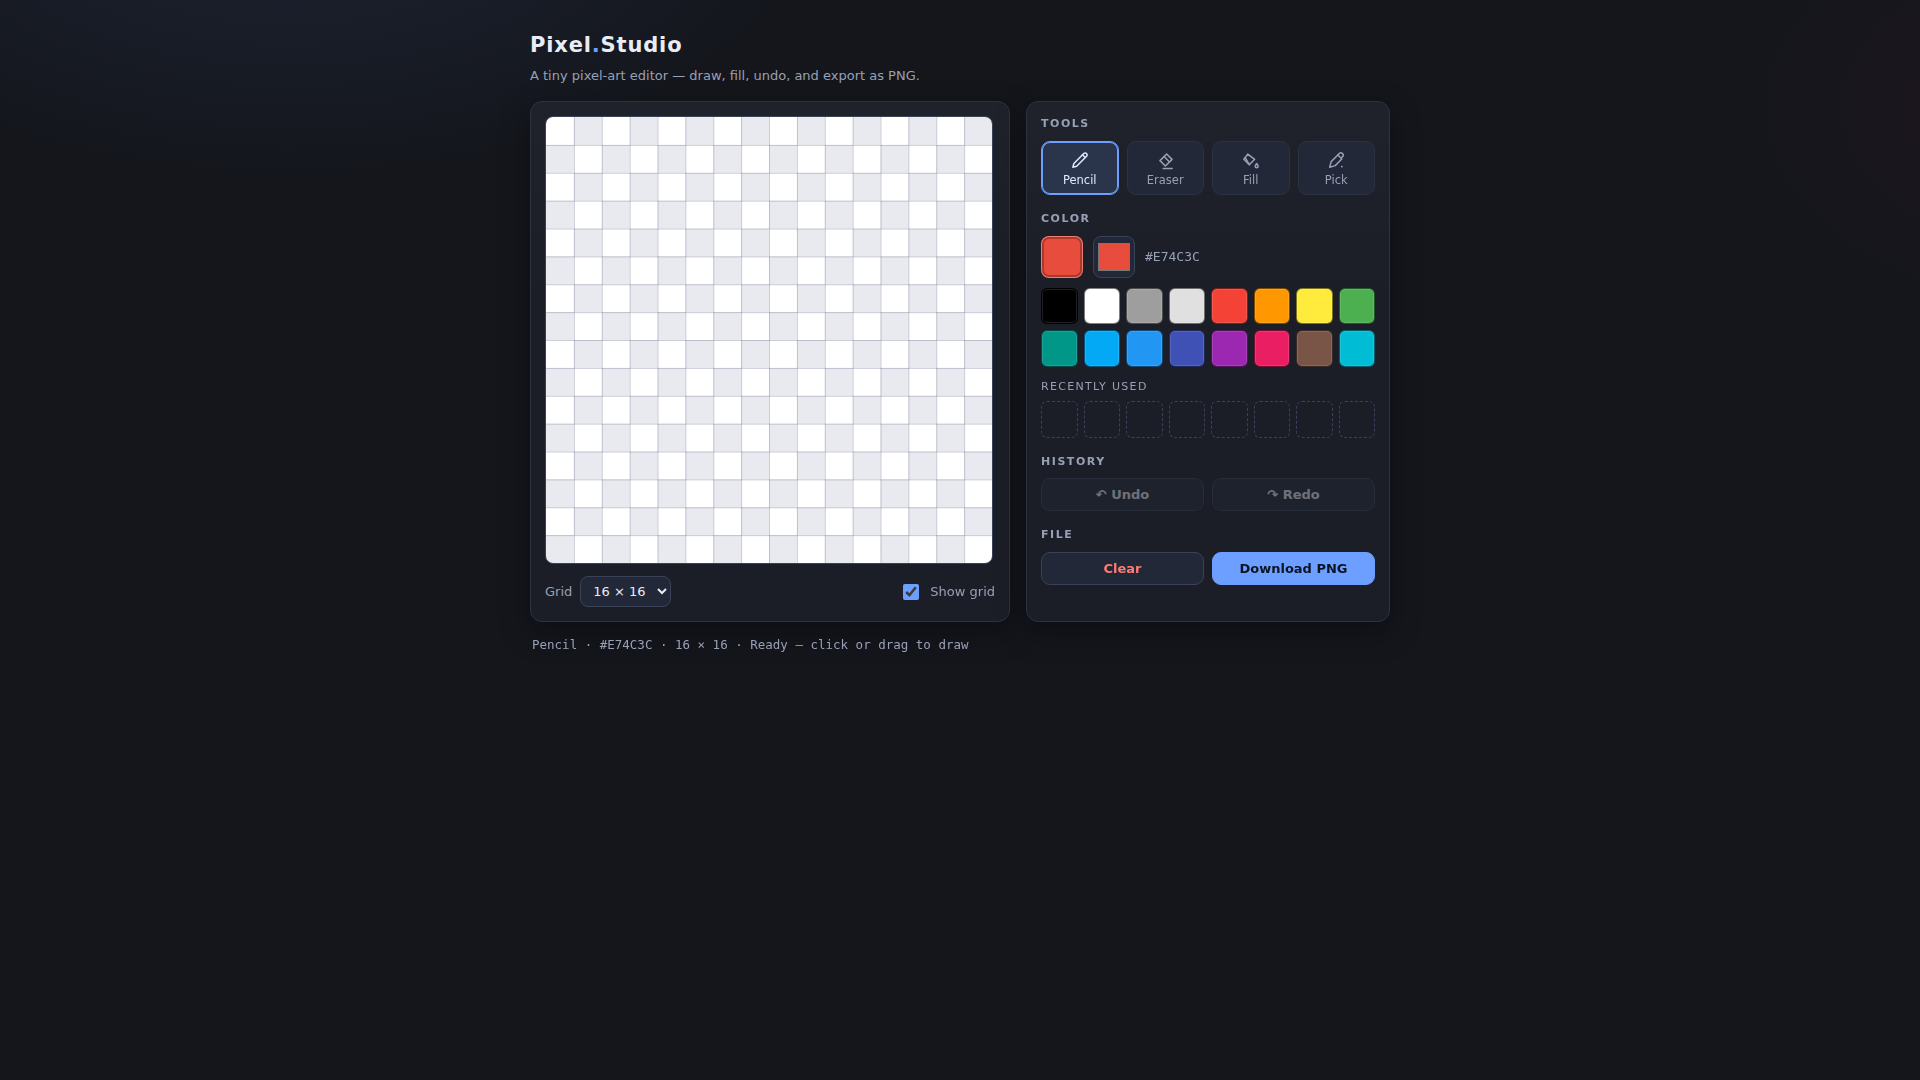 Pixel.Studio
A tiny pixel-art editor — draw, fill, undo, and export as PNG.
TOOLS
Pencil Eraser Fill Pick
COLOR
#E74C3C
RECENTLY USED
HISTORY
↶ Undo ↷ Redo
FILE
Clear Download PNG
Grid 16 × 16 Show grid
Pencil · #E74C3C · 16 × 16 · Ready — click or drag to draw